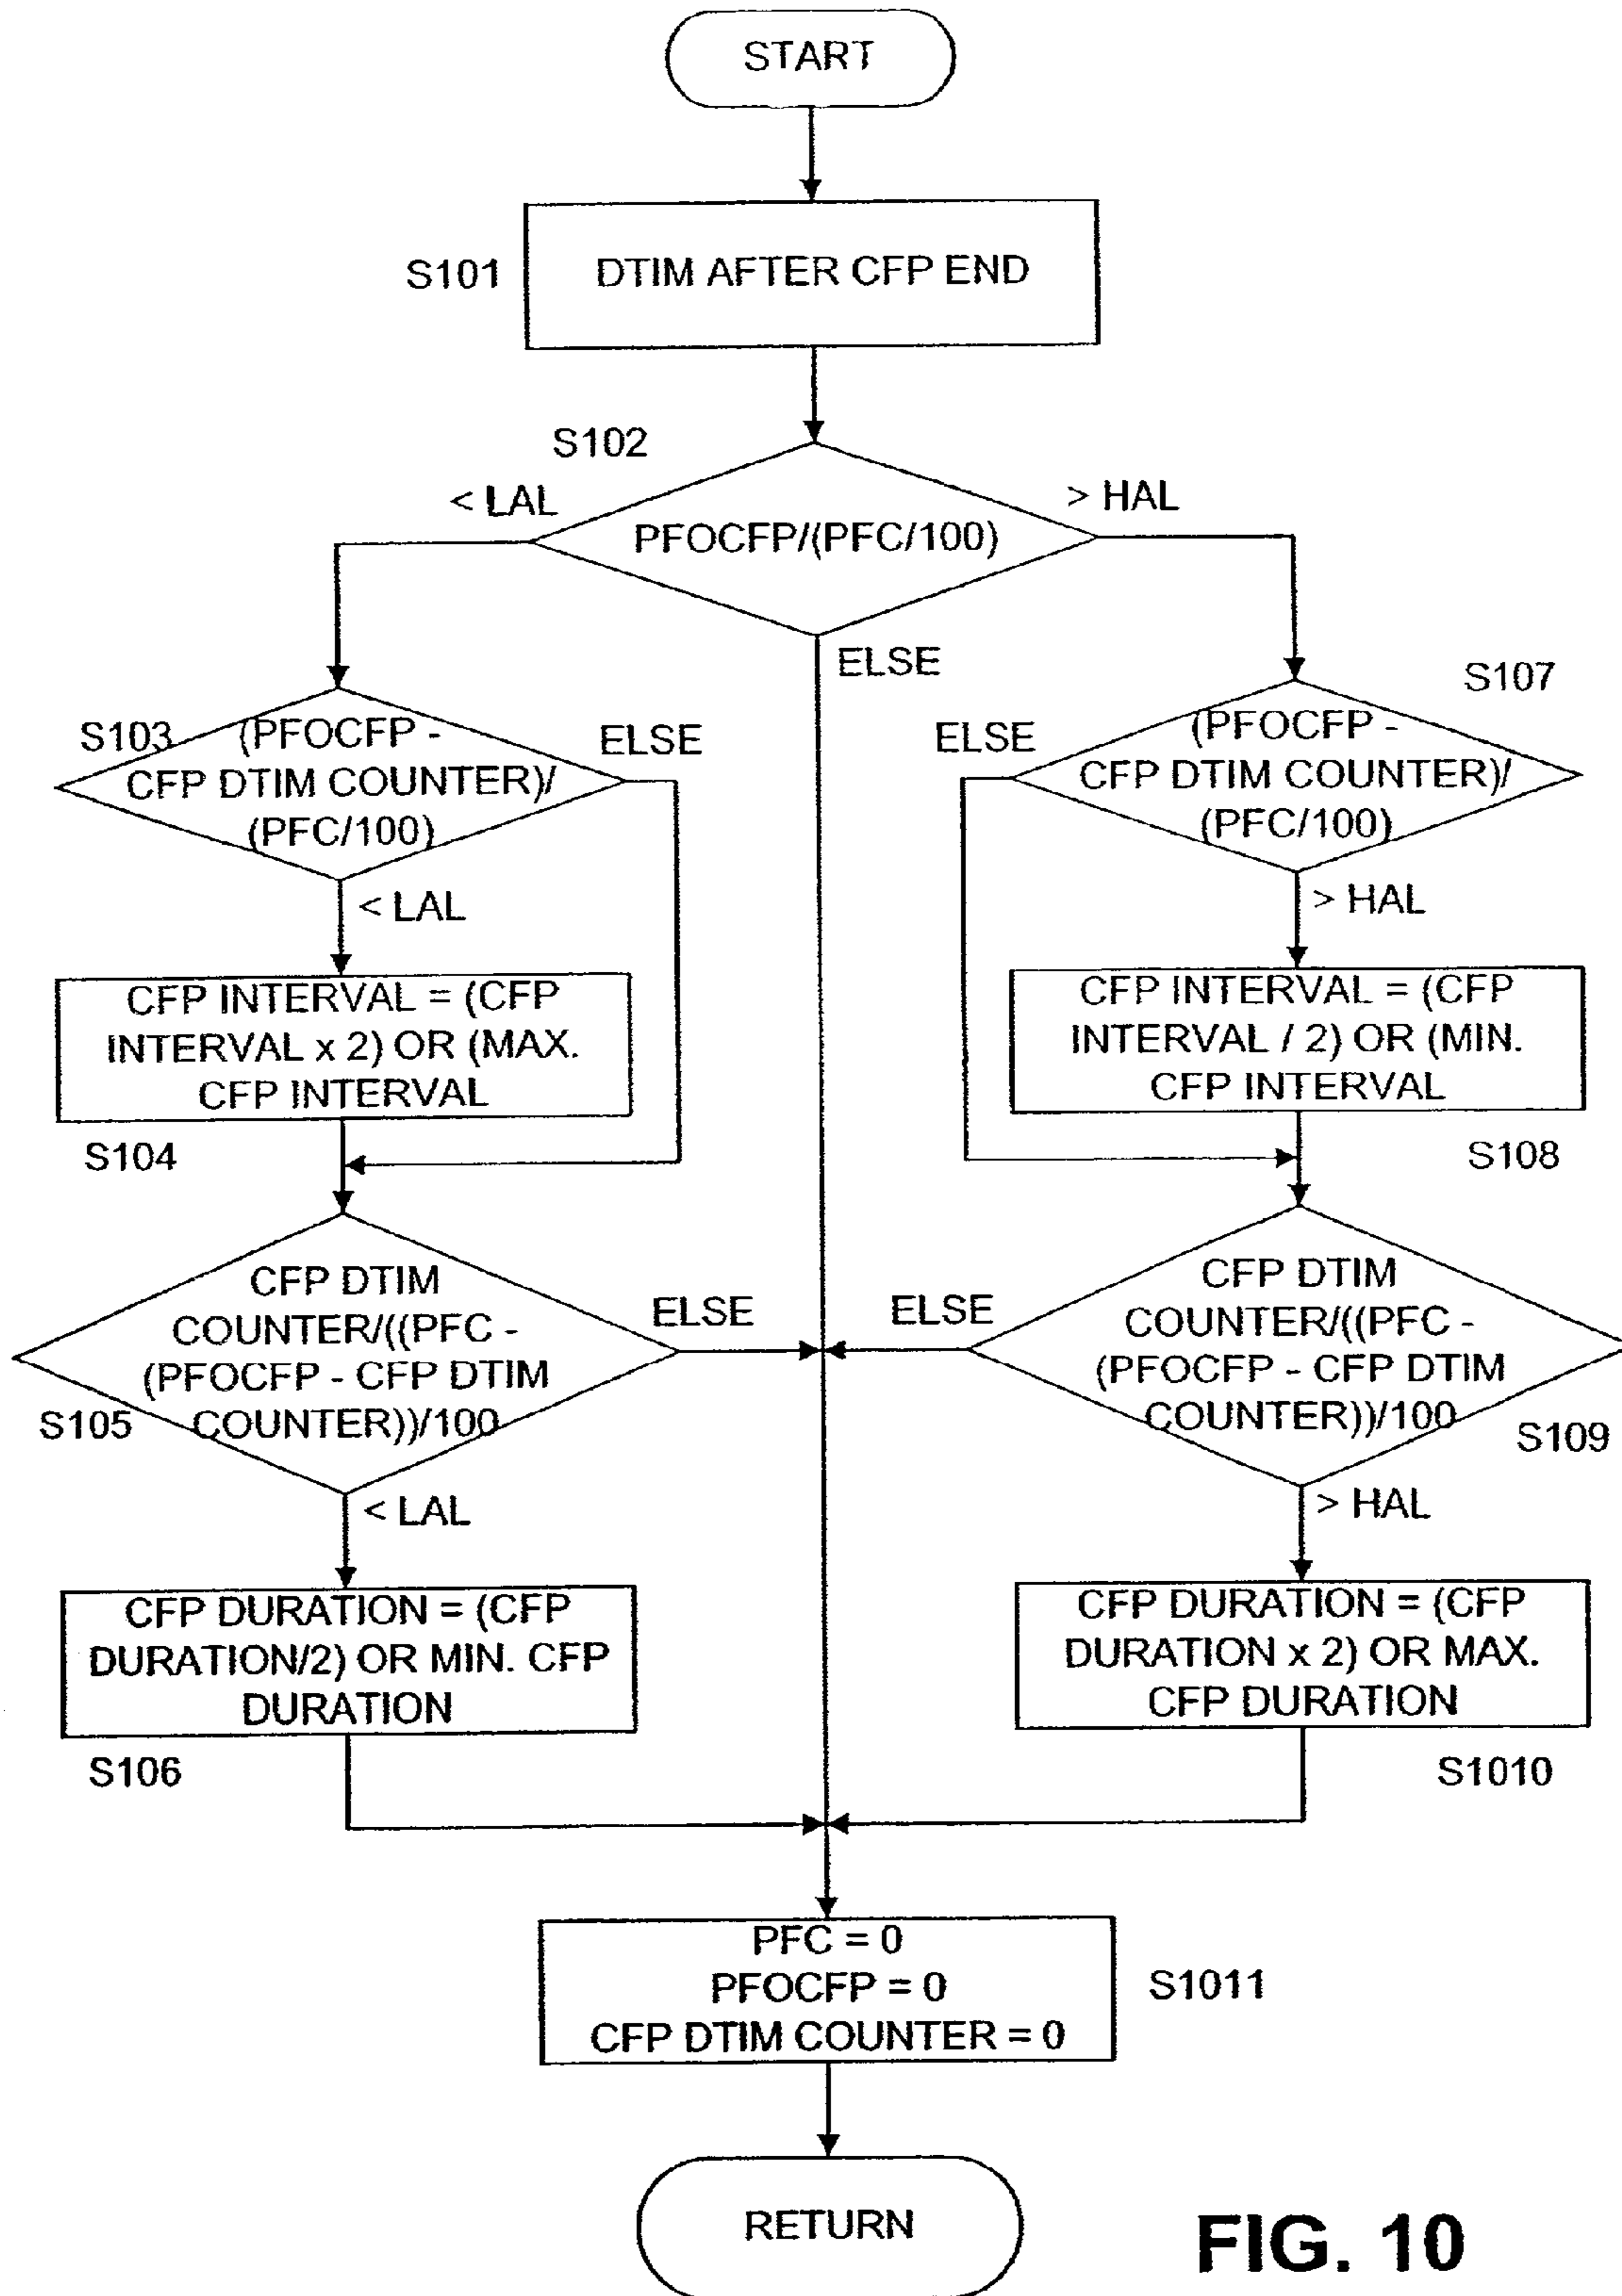 START
S101
DTIM AFTER CFP END
S102
< LAL
> HAL
PFOCFP/(PFC/100)
ELSE
S103
(PFOCFP -
CFP DTIM COUNTER)/
(PFC/100)
ELSE
< LAL
S107
ELSE
(PFOCFP -
CFP DTIM COUNTER)/
(PFC/100)
> HAL
CFP INTERVAL = (CFP
INTERVAL x 2) OR (MAX.
CFP INTERVAL
S104
CFP INTERVAL = (CFP
INTERVAL / 2) OR (MIN.
CFP INTERVAL
S108
CFP DTIM
COUNTER/((PFC -
(PFOCFP - CFP DTIM
COUNTER))/100
S105
ELSE
< LAL
CFP DTIM
COUNTER/((PFC -
(PFOCFP - CFP DTIM
COUNTER))/100
S109
ELSE
> HAL
CFP DURATION = (CFP
DURATION/2) OR MIN. CFP
DURATION
S106
CFP DURATION = (CFP
DURATION x 2) OR MAX.
CFP DURATION
S1010
PFC = 0
PFOCFP = 0
CFP DTIM COUNTER = 0
S1011
RETURN
FIG. 10